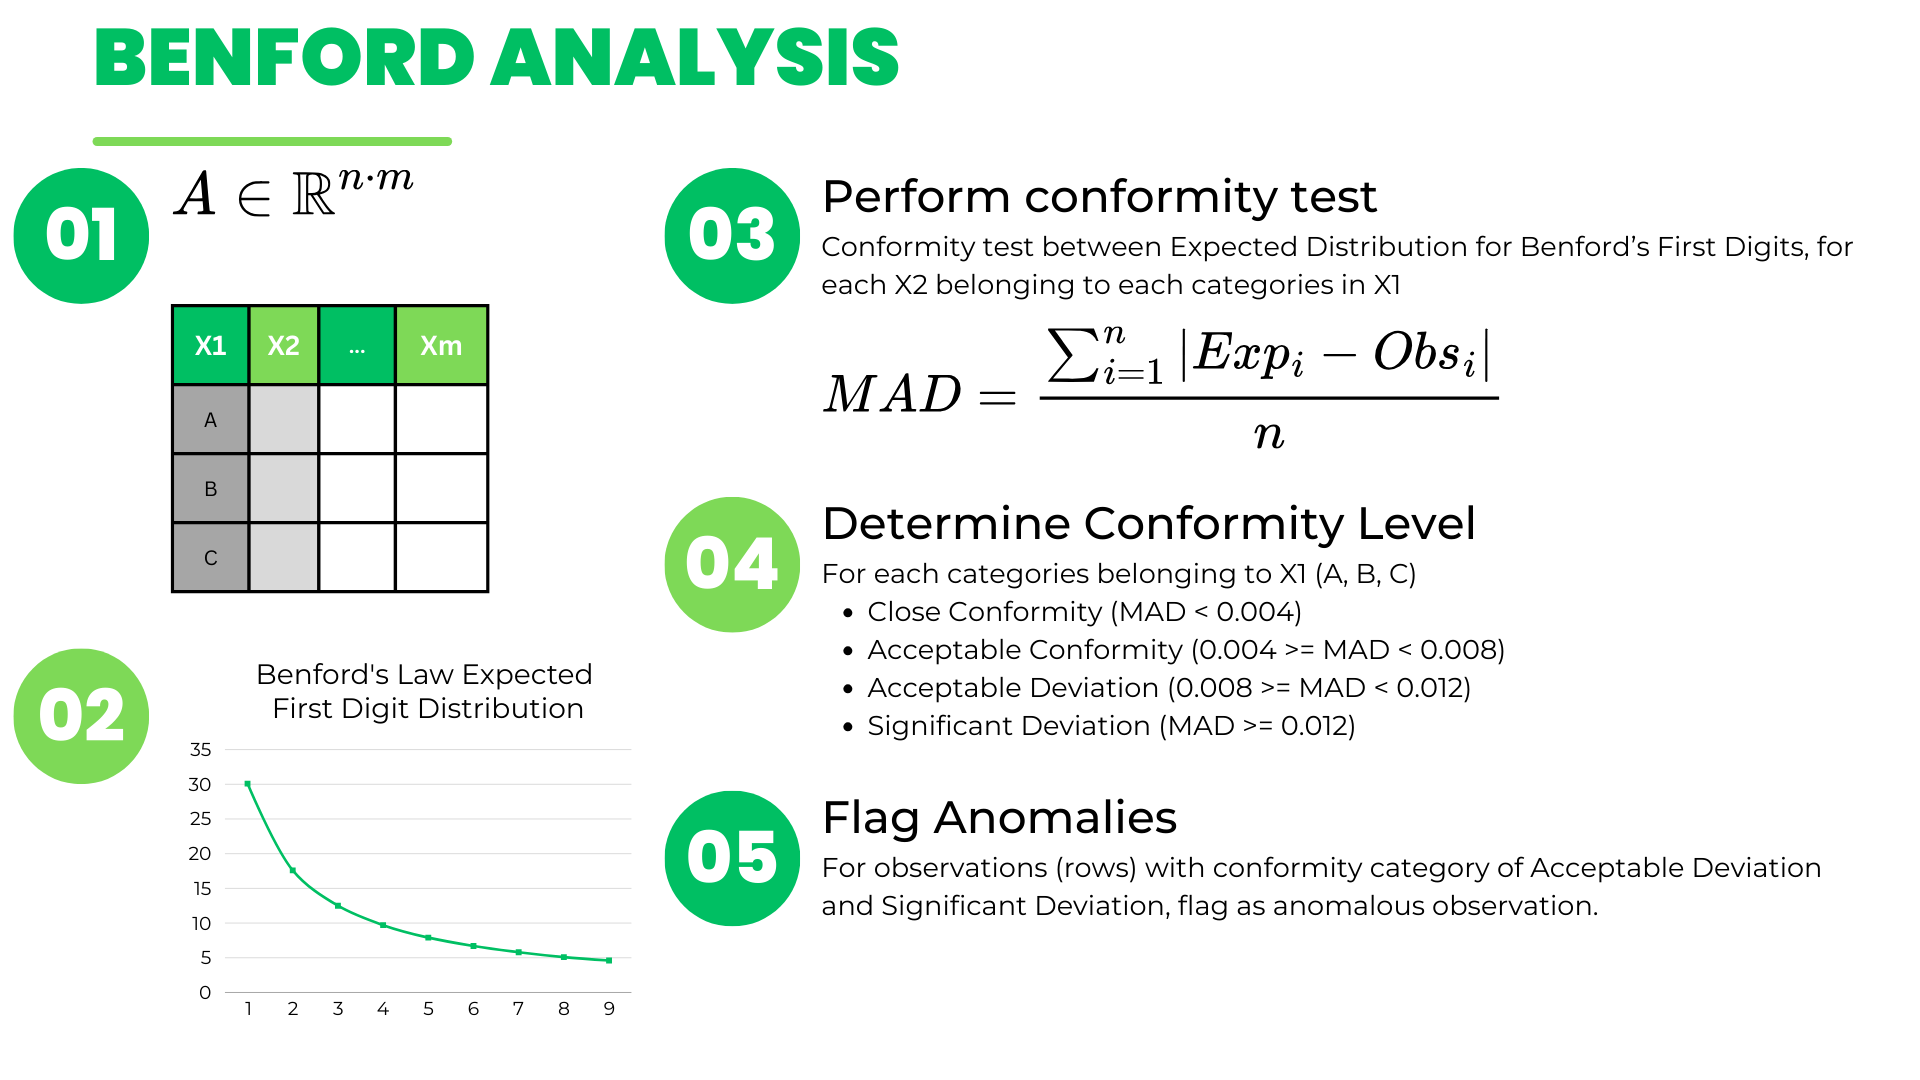 BENFORD ANALYSIS
01
A ∈ ℝ^{n·m}
X1 X2 ... Xm
A
B
C
02
Benford's Law Expected
First Digit Distribution
35
30
25
20
15
10
5
0
1 2 3 4 5 6 7 8 9
03
Perform conformity test
Conformity test between Expected Distribution for Benford’s First Digits, for
each X2 belonging to each categories in X1
MAD = \frac{\sum_{i=1}^{n} |Exp_i − Obs_i|}{n}
04
Determine Conformity Level
For each categories belonging to X1 (A, B, C)
• Close Conformity (MAD < 0.004)
• Acceptable Conformity (0.004 >= MAD < 0.008)
• Acceptable Deviation (0.008 >= MAD < 0.012)
• Significant Deviation (MAD >= 0.012)
05
Flag Anomalies
For observations (rows) with conformity category of Acceptable Deviation
and Significant Deviation, flag as anomalous observation.